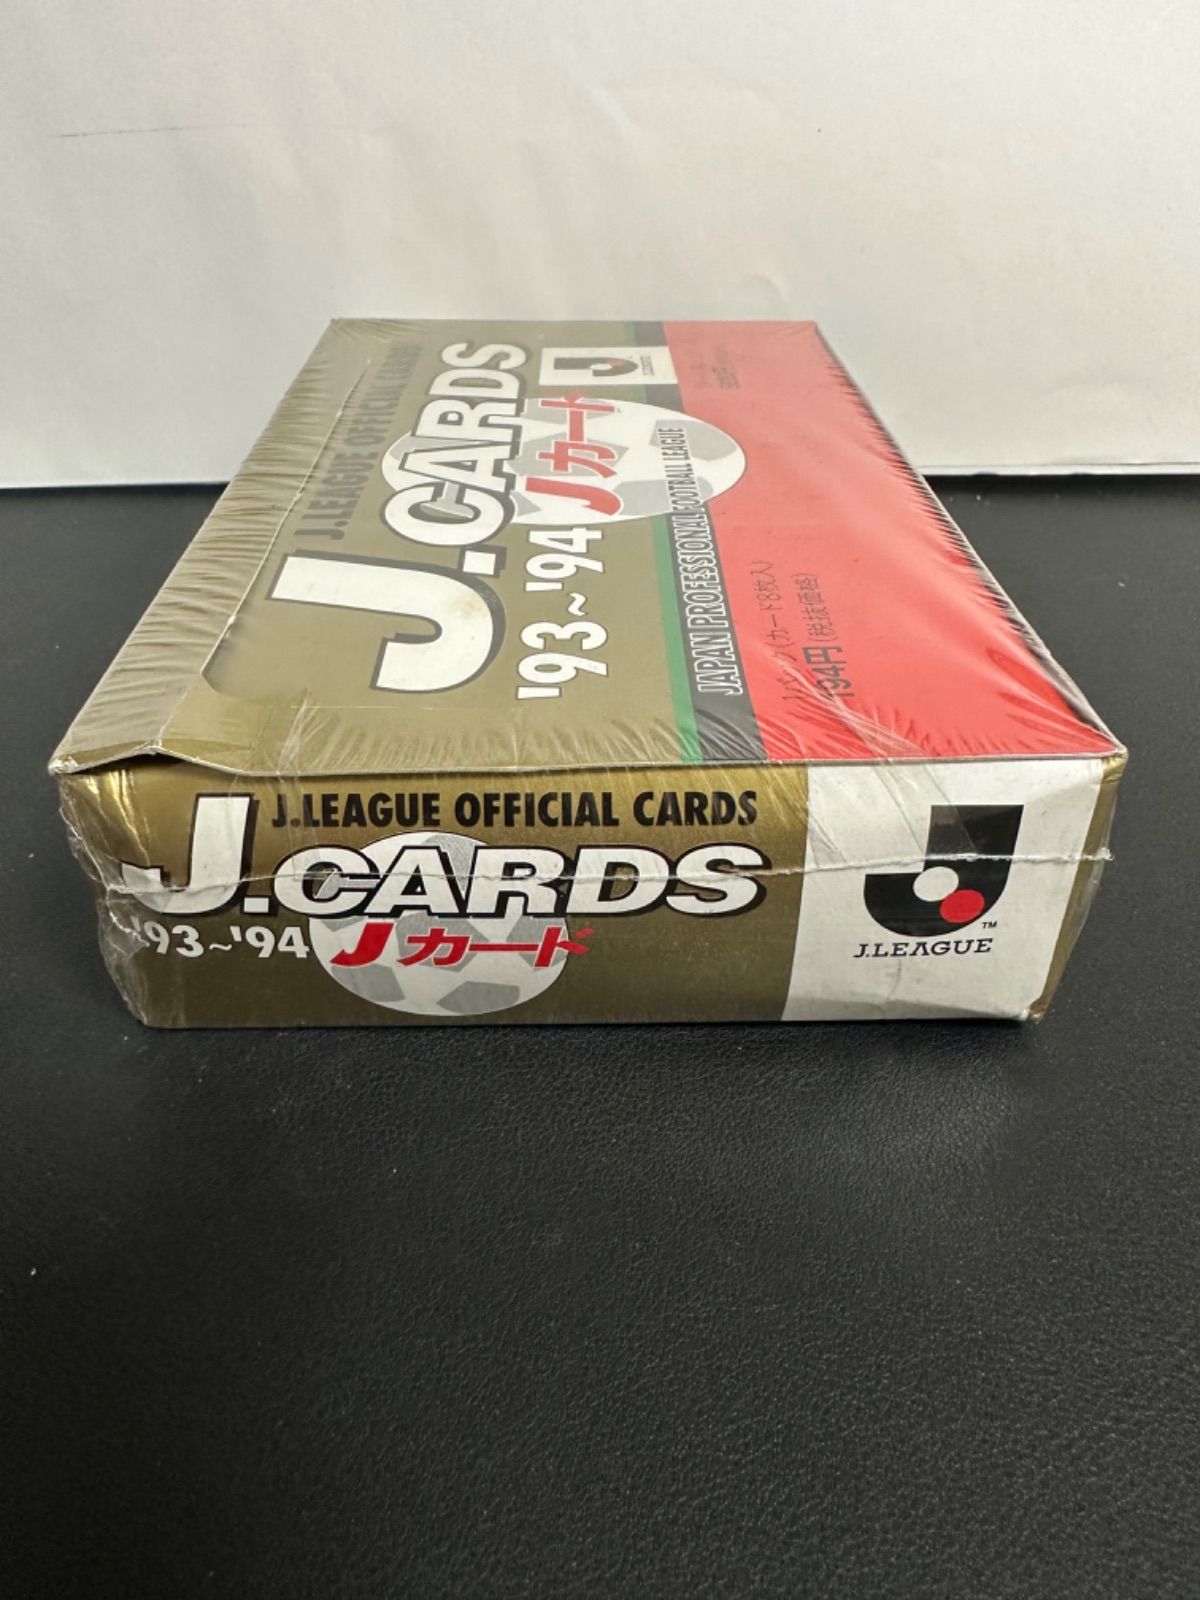 J.LEAGUE OFFICIAL CARDS
J.CARDS
'93~'94 Jカード
J.LEAGUE
JAPAN PROFESSIONAL FOOTBALL LEAGUE
1パック(カード8枚入)
194円(税抜価格)
J.LEAGUE OFFICIAL CARDS
J.CARDS
'93~'94 Jカード
TM
J.LEAGUE